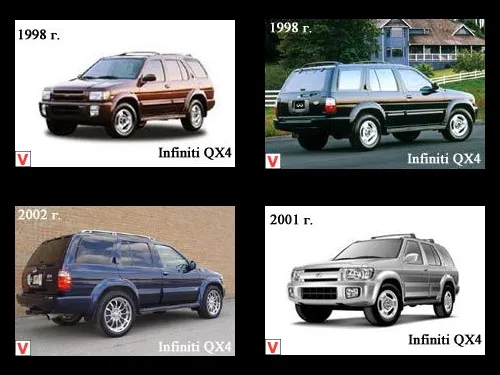 1998 г.
Infiniti QX4
V
1998 г.
Infiniti QX4
V
2002 г.
Infiniti QX4
V
2001 г.
Infiniti QX4
V